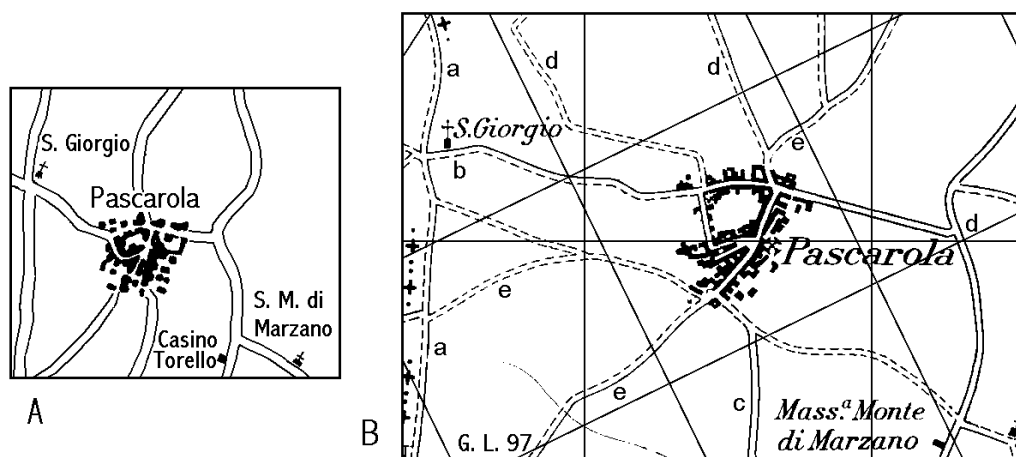 S. Giorgio
Pascarola
S. M. di
Marzano
Casino
Torello
A
a
d
d
e
S. Giorgio
b
d
Pascarola
e
a
e
c
Mass.ª Monte
di Marzano
G. L. 97
B